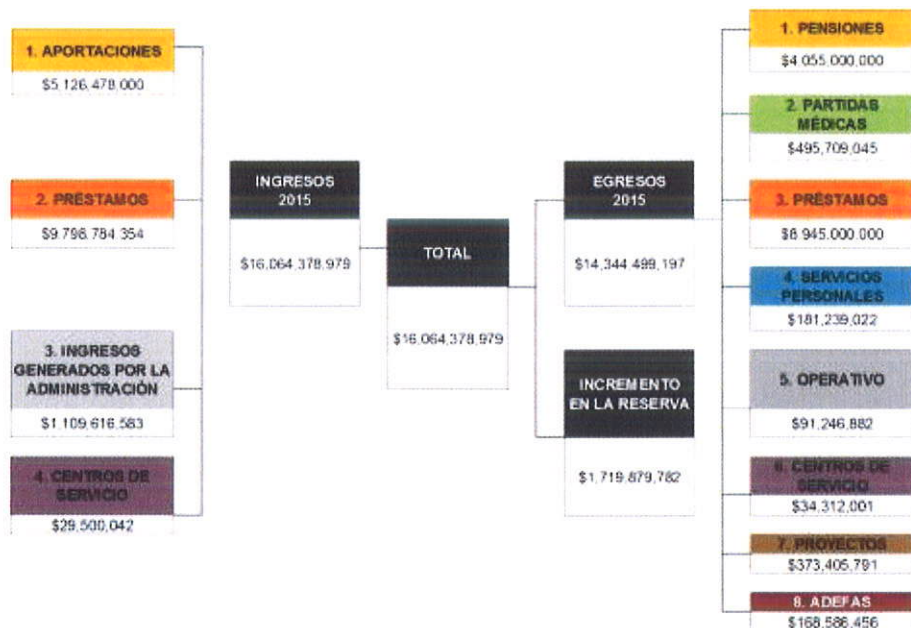 1. APORTACIONES
$5,126,478,000
2. PRÉSTAMOS
$9,798,784,354
3. INGRESOS
GENERADOS POR LA
ADMINISTRACIÓN
$1,109,616,583
4. CENTROS DE
SERVICIO
$29,500,042
INGRESOS
2015
$16,064,378,979
TOTAL
$16,064,378,979
EGRESOS
2015
$14,344,499,197
INCREMENTO
EN LA RESERVA
$1,719,879,782
1. PENSIONES
$4,055,000,000
2. PARTIDAS
MÉDICAS
$495,709,045
3. PRÉSTAMOS
$8,945,000,000
4. SERVICIOS
PERSONALES
$181,239,022
5. OPERATIVO
$91,246,882
6. CENTROS DE
SERVICIO
$34,312,001
7. PROYECTOS
$373,405,791
8. ADEFAS
$168,586,456